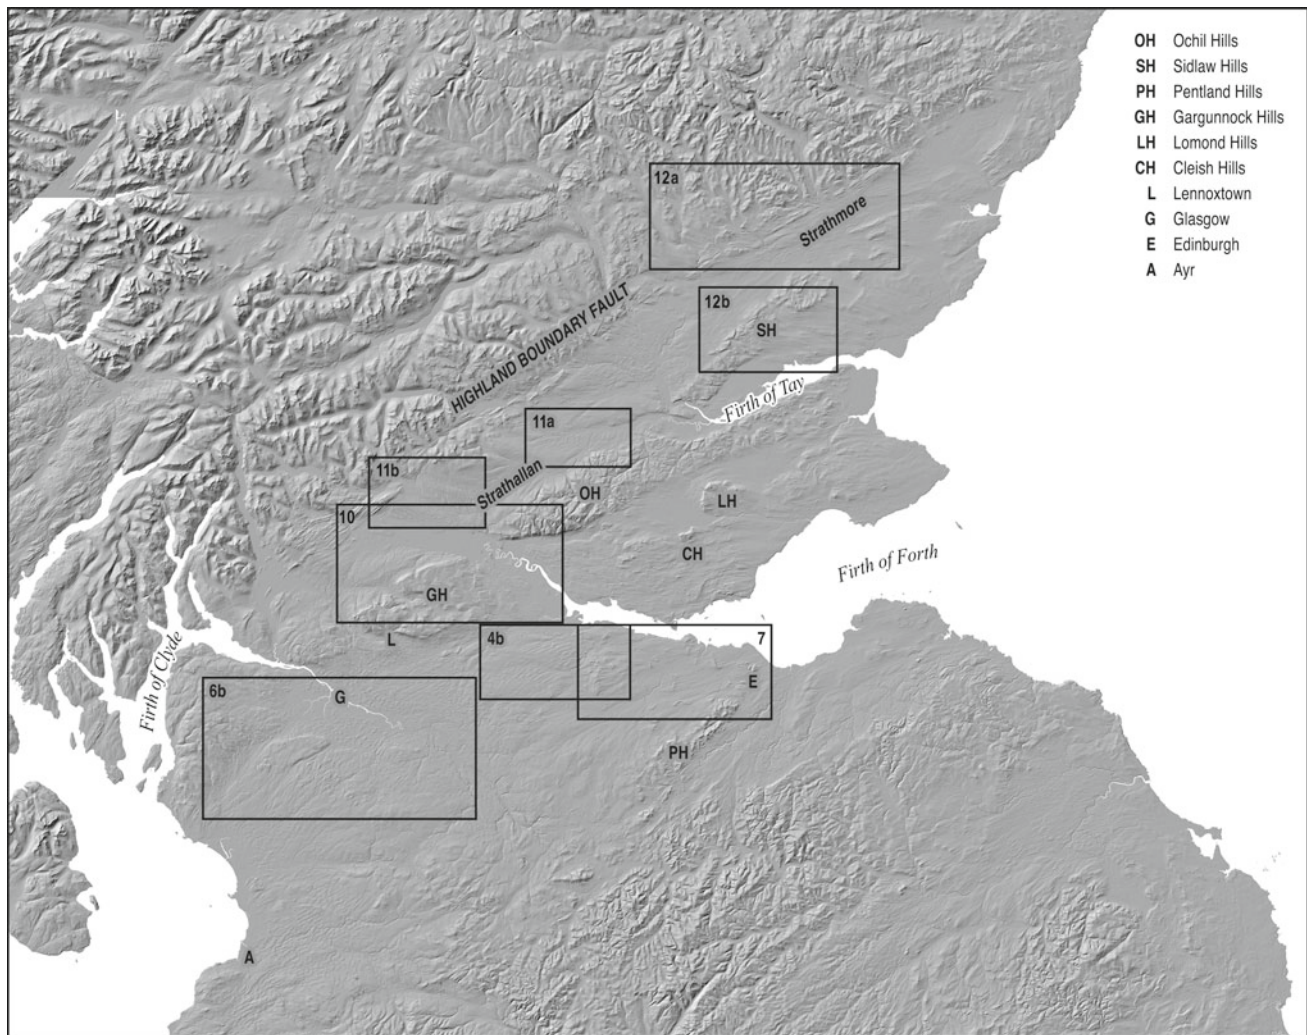 OH Ochil Hills
SH Sidlaw Hills
PH Pentland Hills
GH Gargunnock Hills
LH Lomond Hills
CH Cleish Hills
L Lennoxtown
G Glasgow
E Edinburgh
A Ayr
12a
Strathmore
12b
SH
HIGHLAND BOUNDARY FAULT
Firth of Tay
11a
11b
Strathallan
OH
LH
10
CH
Firth of Forth
GH
L
4b
7
Firth of Clyde
6b
G
E
PH
A